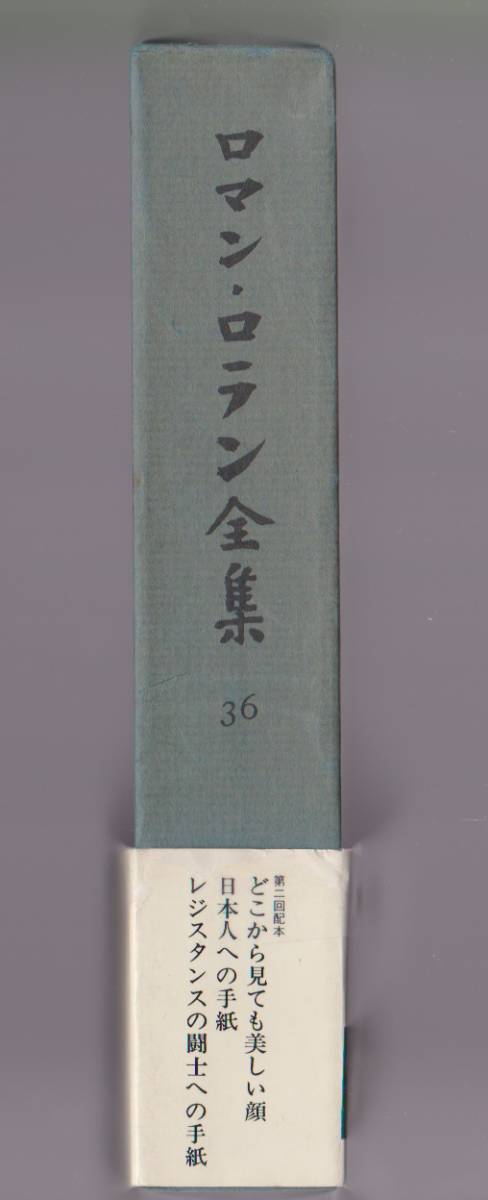 ロマン・ロラン全集
36
第二回配本
どこから見ても美しい顔
日本人への手紙
レジスタンスの闘士への手紙